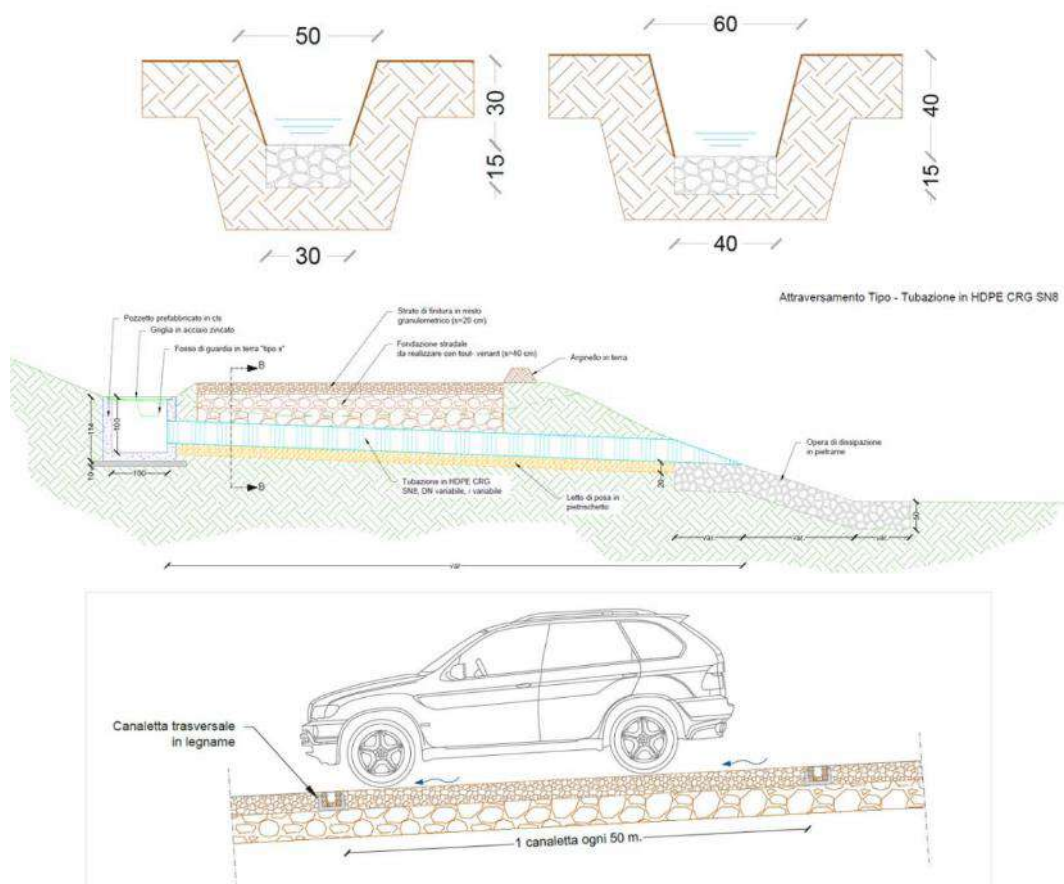 50
30
15
30
60
40
15
40
Attraversamento Tipo - Tubazione in HDPE CRG SN8
Pozzetto prefabbricato in cls
Griglia in acciaio zincato
Fosso di guardia in terra "tipo x"
Strato di finitura in misto
granulometrico (s=20 cm)
Fondazione stradale
da realizzare con tout- venant (s=40 cm)
Arginello in terra
B
B
Opera di dissipazione
in pietrame
Tubazione in HDPE CRG
SN8, DN variabile, i variabile
Letto di posa in
pietrischetto
114
100
10
100
20
50
var.
var.
var.
var.
Canaletta trasversale
in legname
1 canaletta ogni 50 m.